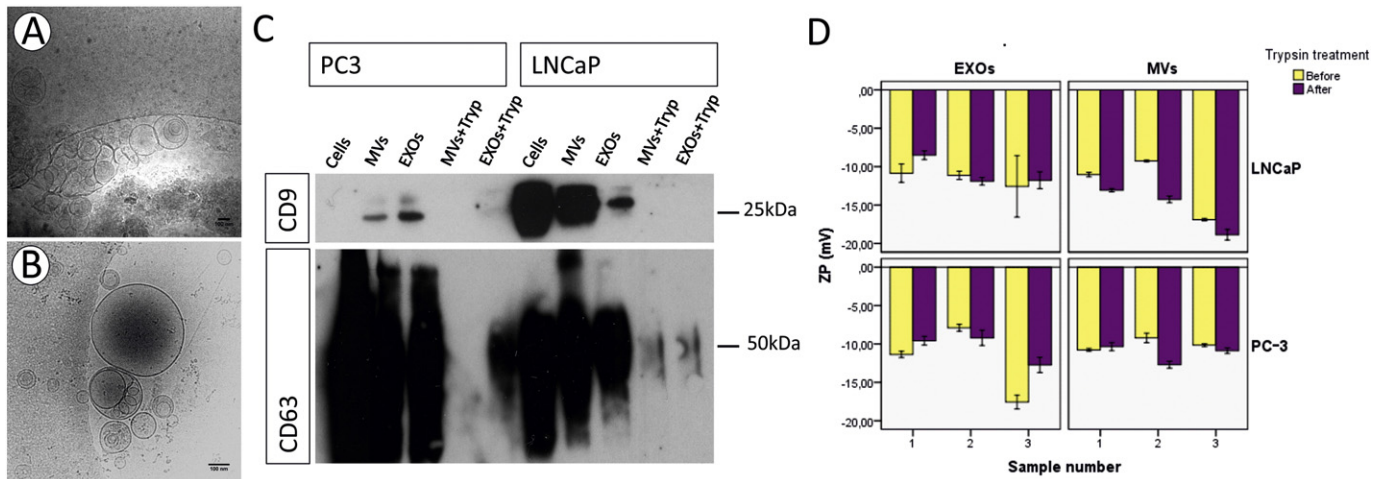 A
B
100 nm
C
PC3
LNCaP
Cells
MVs
EXOs
MVs+Tryp
EXOs+Tryp
Cells
MVs
EXOs
MVs+Tryp
EXOs+Tryp
CD9
25kDa
CD63
50kDa
D
Trypsin treatment
Before
After
EXOs
MVs
ZP (mV)
,00
-5,00
-10,00
-15,00
-20,00
LNCaP
,00
-5,00
-10,00
-15,00
-20,00
PC-3
1 2 3 1 2 3
Sample number